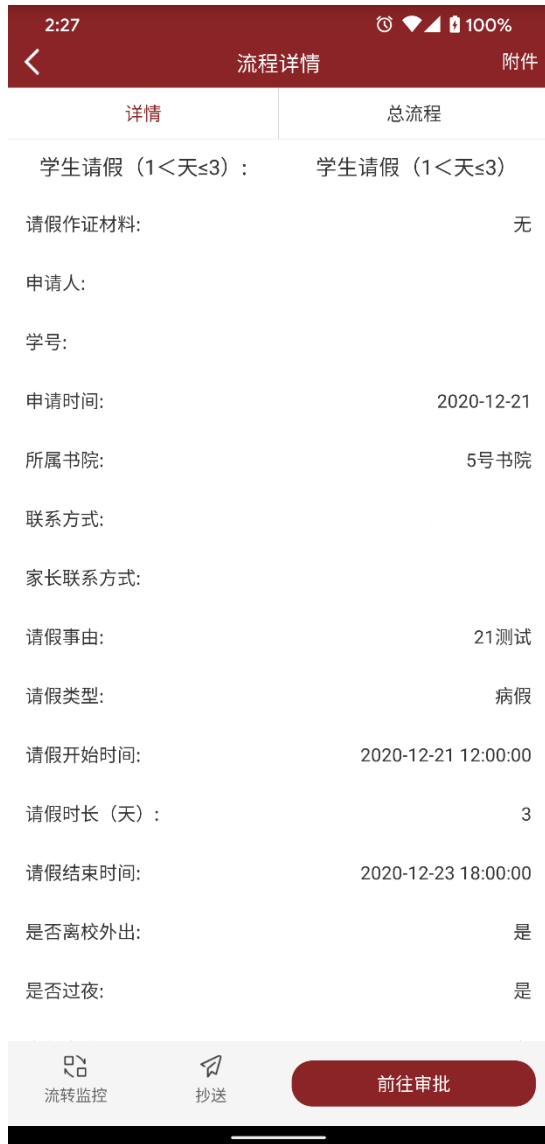 2:27 100%
流程详情 附件
详情 总流程
学生请假（1＜天≤3）: 学生请假（1＜天≤3）
请假作证材料: 无
申请人:
学号:
申请时间: 2020-12-21
所属书院: 5号书院
联系方式:
家长联系方式:
请假事由: 21测试
请假类型: 病假
请假开始时间: 2020-12-21 12:00:00
请假时长（天）: 3
请假结束时间: 2020-12-23 18:00:00
是否离校外出: 是
是否过夜: 是
流转监控 抄送 前往审批